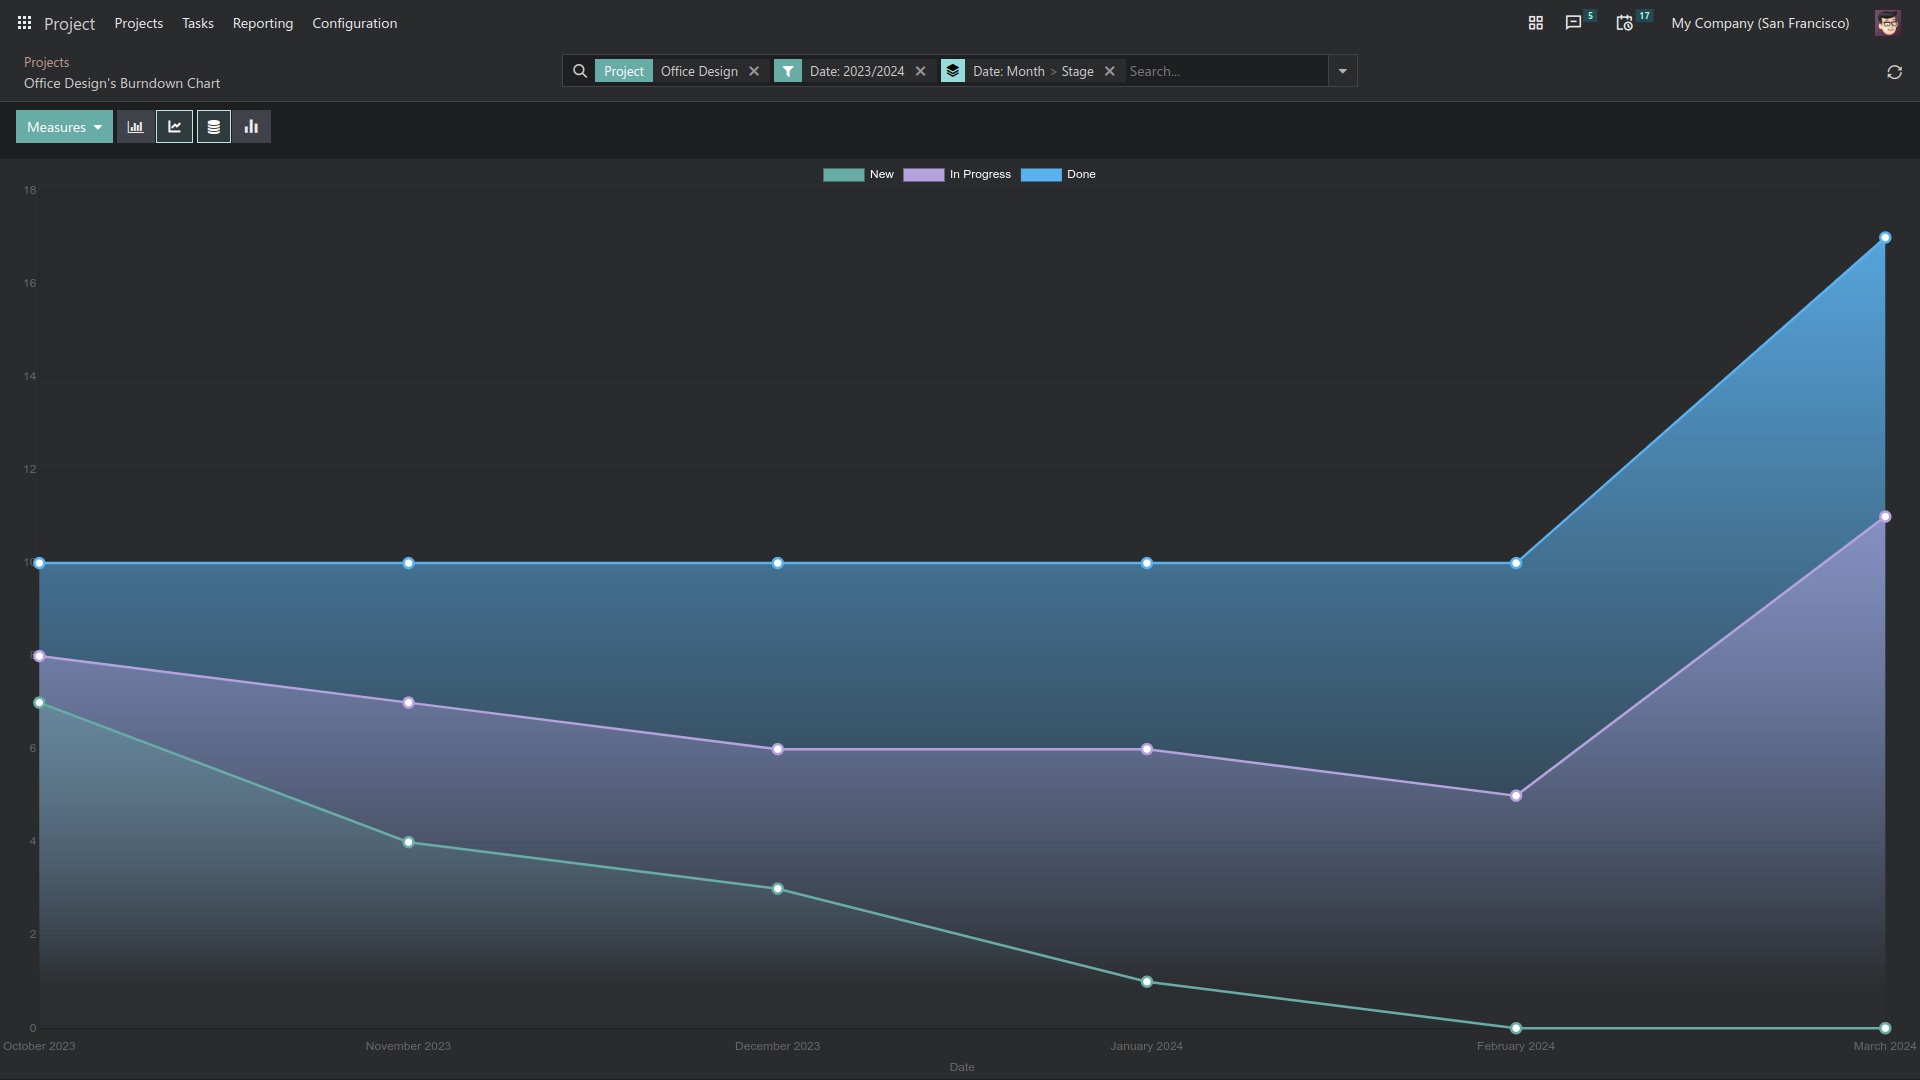 Project Projects Tasks Reporting Configuration 5 17 My Company (San Francisco)
Projects
Office Design's Burndown Chart
Project Office Design Date: 2023/2024 Date: Month > Stage Search...
Measures
New In Progress Done
18
16
14
12
10
8
6
4
2
0
October 2023 November 2023 December 2023 January 2024 February 2024 March 2024
Date